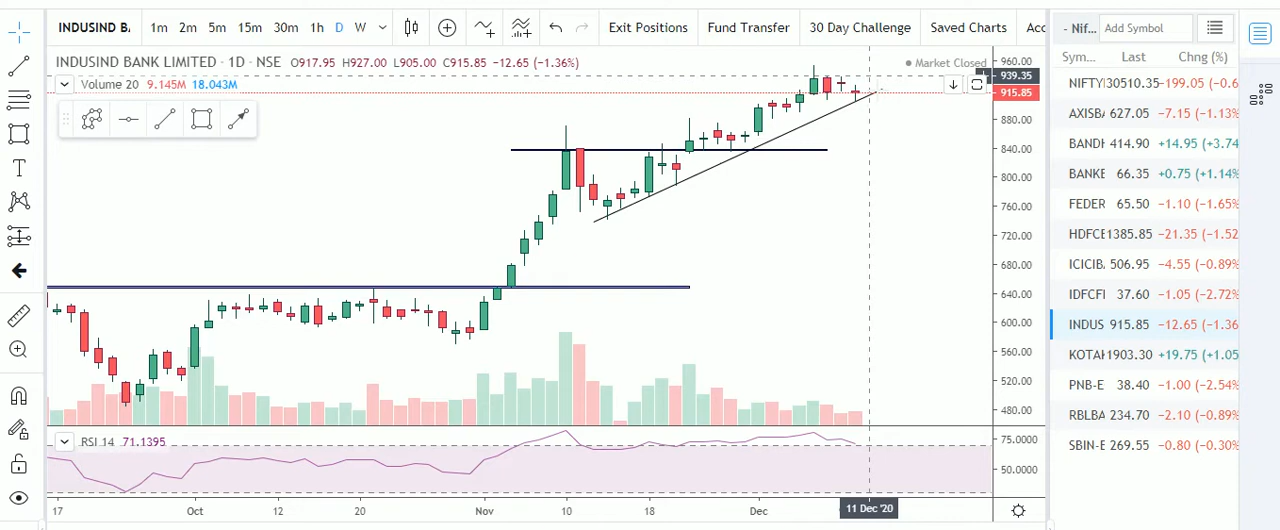 INDUSIND BA 1m 2m 5m 15m 30m 1h D W Exit Positions Fund Transfer 30 Day Challenge Saved Charts Acc - Nif... Add Symbol
INDUSIND BANK LIMITED · 1D · NSE O917.95 H927.00 L905.00 C915.85 −12.65 (−1.36%) Market Closed
Volume 20 9.145M 18.043M
T
960.00
939.35
915.85
880.00
840.00
800.00
760.00
720.00
680.00
640.00
600.00
560.00
520.00
480.00
RSI 14 71.1395
75.0000
50.0000
17 Oct 12 20 Nov 10 18 Dec 11 Dec '20
Sym... Last Chng (%)
NIFTY 30510.35 −199.05 (−0.6
AXISBA 627.05 −7.15 (−1.13%
BANDH 414.90 +14.95 (+3.74
BANKE 66.35 +0.75 (+1.14%
FEDER 65.50 −1.10 (−1.65%
HDFCE 1385.85 −21.35 (−1.52
ICICIB 506.95 −4.55 (−0.89%
IDFCFI 37.60 −1.05 (−2.72%
INDUS 915.85 −12.65 (−1.36
KOTAK 1903.30 +19.75 (+1.05
PNB-E 38.40 −1.00 (−2.54%
RBLBA 234.70 −2.10 (−0.89%
SBIN-E 269.55 −0.80 (−0.30%